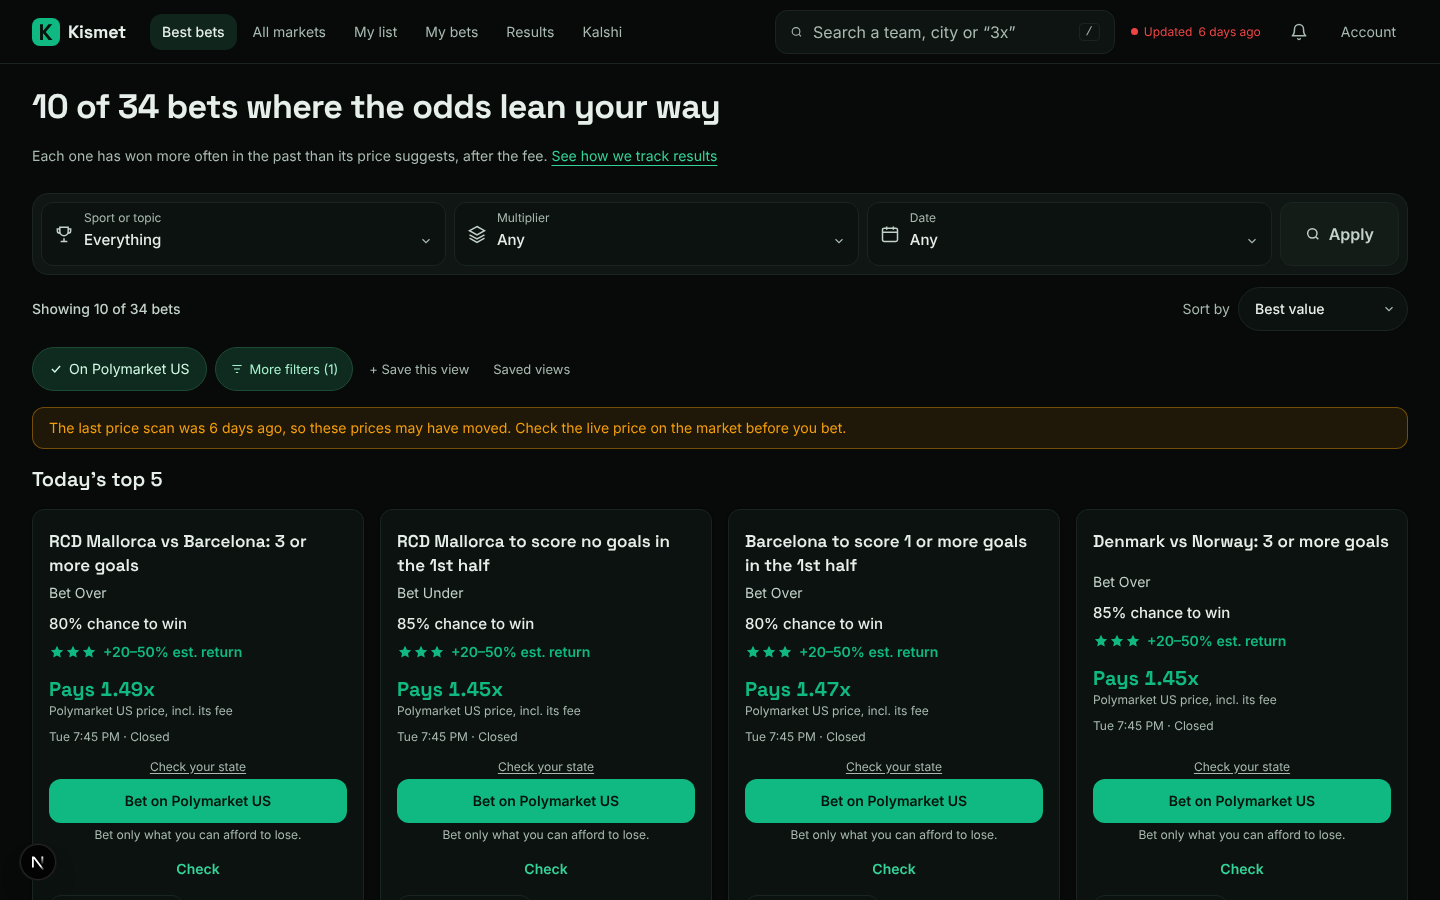 Kismet
Best bets
All markets
My list
My bets
Results
Kalshi
Search a team, city or “3x”
/
Updated 6 days ago
Account
10 of 34 bets where the odds lean your way
Each one has won more often in the past than its price suggests, after the fee. See how we track results
Sport or topic
Everything
Multiplier
Any
Date
Any
Apply
Showing 10 of 34 bets
Sort by
Best value
On Polymarket US
More filters (1)
+ Save this view
Saved views
The last price scan was 6 days ago, so these prices may have moved. Check the live price on the market before you bet.
Today’s top 5
RCD Mallorca vs Barcelona: 3 or
more goals
Bet Over
80% chance to win
+20–50% est. return
Pays 1.49x
Polymarket US price, incl. its fee
Tue 7:45 PM · Closed
Check your state
Bet on Polymarket US
Bet only what you can afford to lose.
Check
RCD Mallorca to score no goals in
the 1st half
Bet Under
85% chance to win
+20–50% est. return
Pays 1.45x
Polymarket US price, incl. its fee
Tue 7:45 PM · Closed
Check your state
Bet on Polymarket US
Bet only what you can afford to lose.
Check
Barcelona to score 1 or more goals
in the 1st half
Bet Over
80% chance to win
+20–50% est. return
Pays 1.47x
Polymarket US price, incl. its fee
Tue 7:45 PM · Closed
Check your state
Bet on Polymarket US
Bet only what you can afford to lose.
Check
Denmark vs Norway: 3 or more goals
Bet Over
85% chance to win
+20–50% est. return
Pays 1.45x
Polymarket US price, incl. its fee
Tue 7:45 PM · Closed
Check your state
Bet on Polymarket US
Bet only what you can afford to lose.
Check